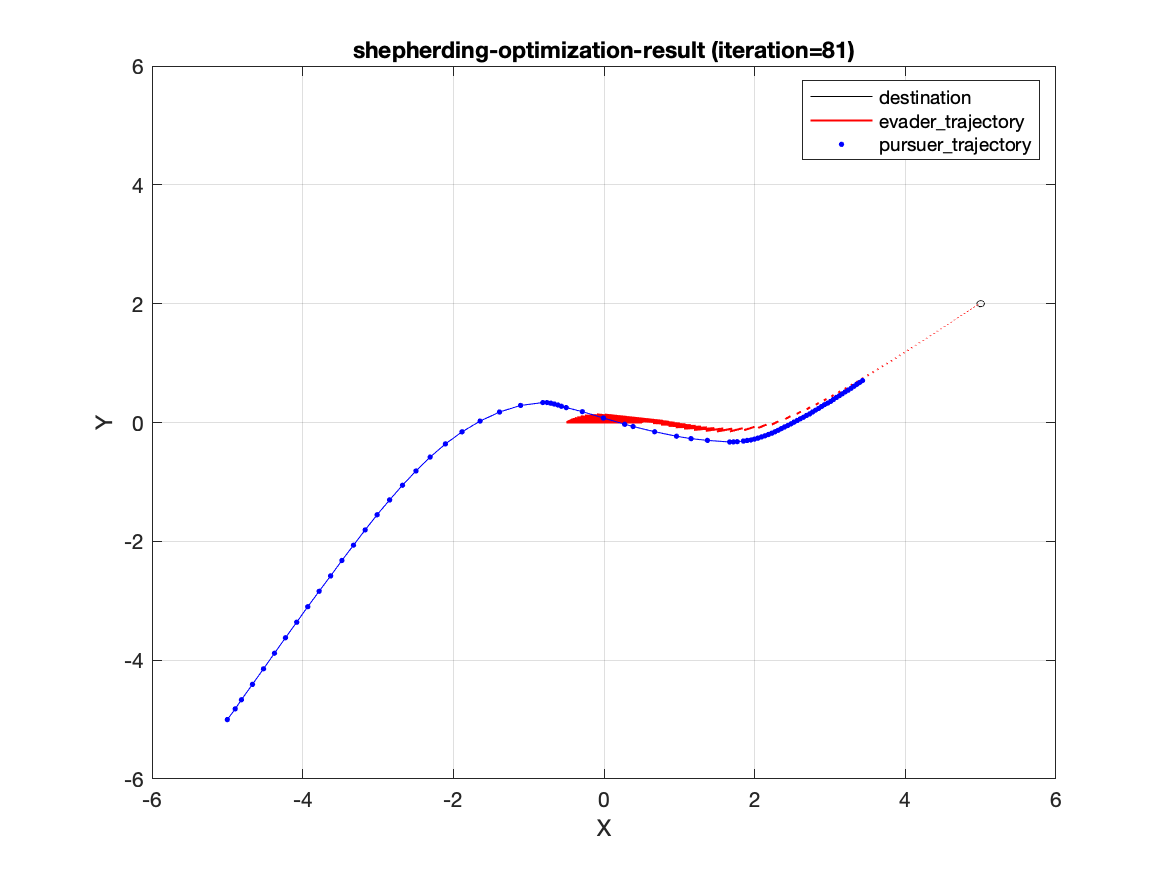 shepherding-optimization-result (iteration=81)
6
4
2
0
-2
-4
-6
Y
destination
evader_trajectory
pursuer_trajectory
-6
-4
-2
0
2
4
6
X